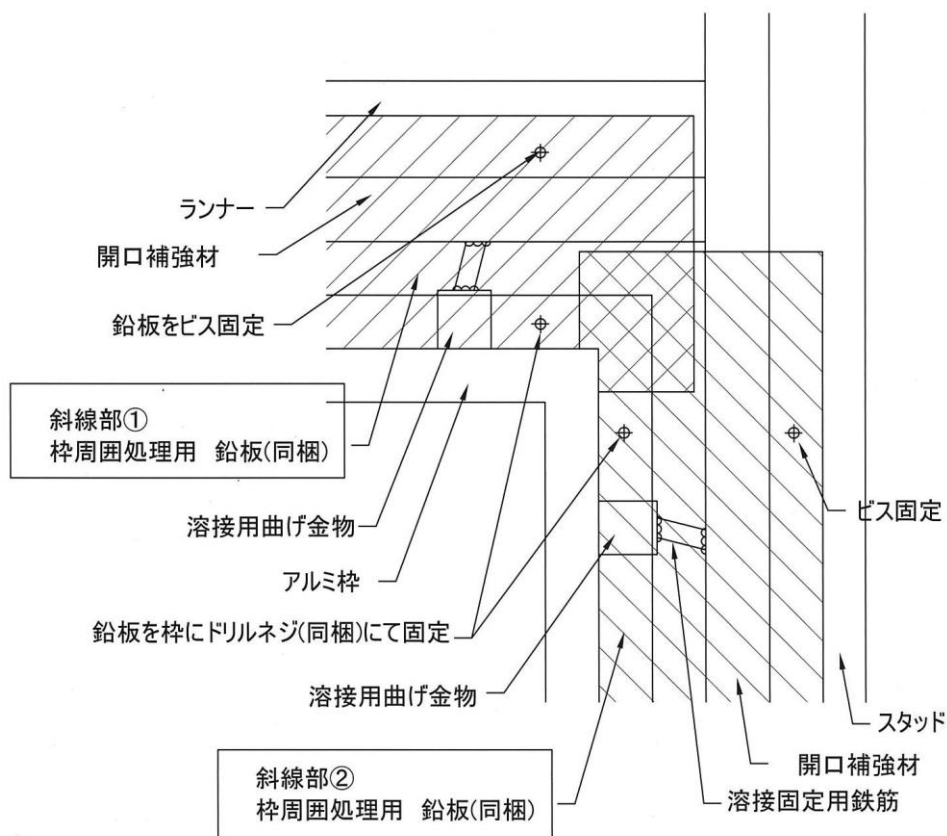 ランナー
開口補強材
鉛板をビス固定
斜線部①
枠周囲処理用 鉛板(同梱)
溶接用曲げ金物
アルミ枠
鉛板を枠にドリルネジ(同梱)にて固定
溶接用曲げ金物
ビス固定
スタッド
開口補強材
溶接固定用鉄筋
斜線部②
枠周囲処理用 鉛板(同梱)